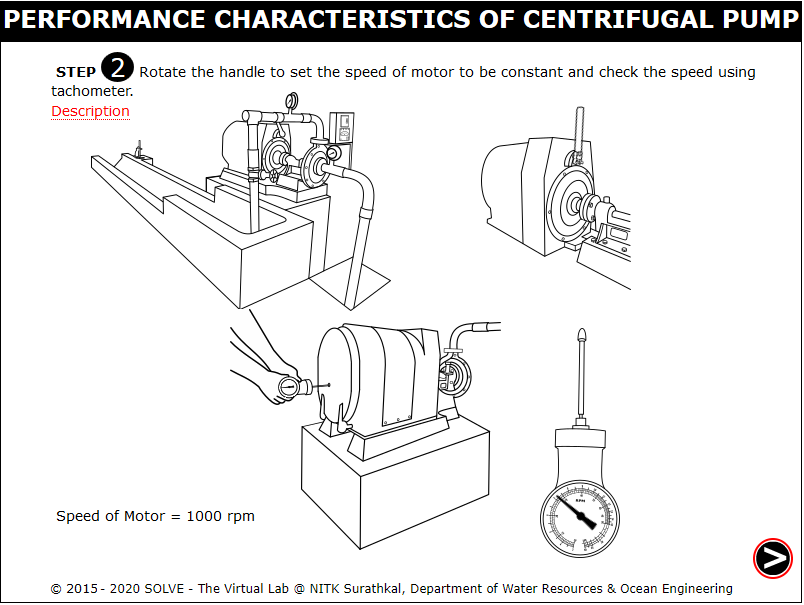 PERFORMANCE CHARACTERISTICS OF CENTRIFUGAL PUMP
STEP 2 Rotate the handle to set the speed of motor to be constant and check the speed using
tachometer.
Description
RPM
Speed of Motor = 1000 rpm
© 2015 - 2020 SOLVE - The Virtual Lab @ NITK Surathkal, Department of Water Resources & Ocean Engineering